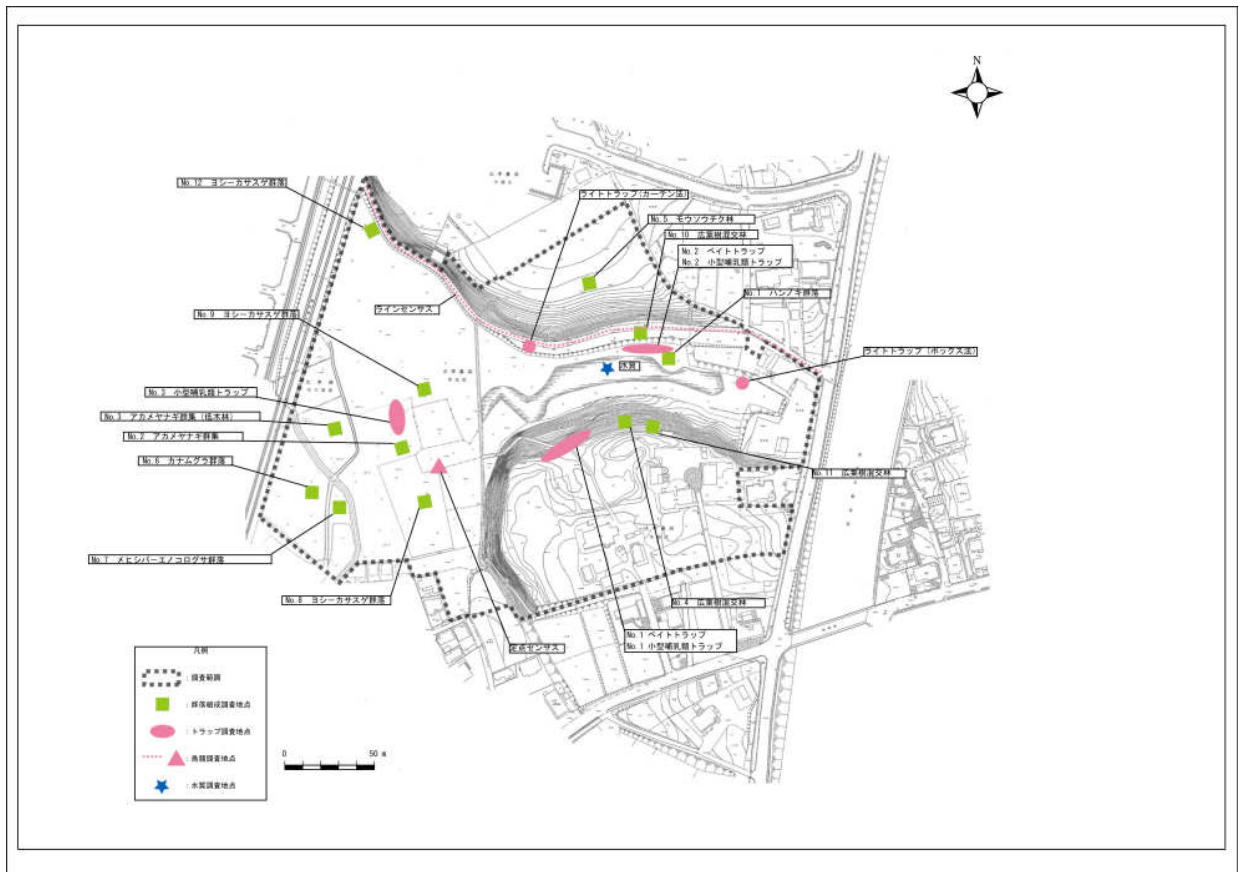 N
No.12 ヨシーカサスゲ群落
ライトトラップ(カーテン法)
No.5 モウソウチク林
No.10 広葉樹混交林
No.2 ベイトトラップ
No.2 小型哺乳類トラップ
No.1 ハンノキ群落
ラインセンサス
No.9 ヨシーカサスゲ群落
ライトトラップ(ボックス法)
水質
No.3 小型哺乳類トラップ
No.3 アカメヤナギ群集(低木林)
No.2 アカメヤナギ群集
No.6 カナムグラ群落
No.11 広葉樹混交林
No.7 メヒシバーエノコログサ群落
No.8 ヨシーカサスゲ群落
No.4 広葉樹混交林
No.1 ベイトトラップ
No.1 小型哺乳類トラップ
定点センサス
凡例
:調査範囲
:群落組成調査地点
:トラップ調査地点
:鳥類調査地点
:水質調査地点
0 50 m